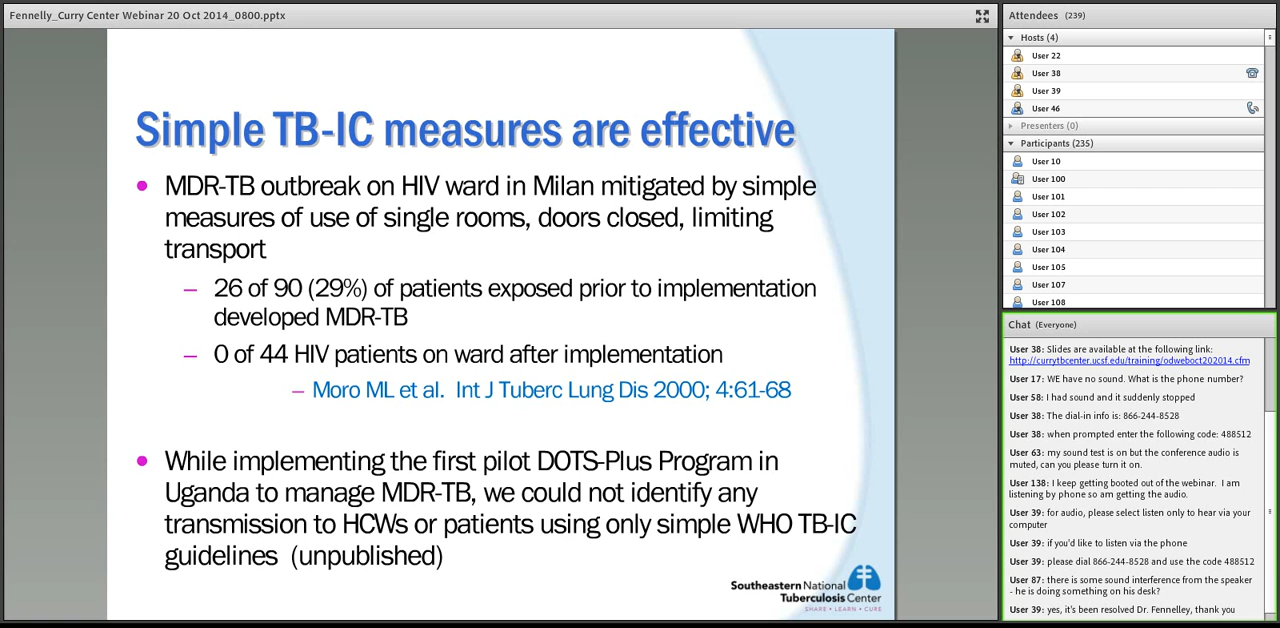 Fennelly_Curry Center Webinar 20 Oct 2014_0800.pptx
Simple TB-IC measures are effective
• MDR-TB outbreak on HIV ward in Milan mitigated by simple
measures of use of single rooms, doors closed, limiting
transport
– 26 of 90 (29%) of patients exposed prior to implementation
developed MDR-TB
– 0 of 44 HIV patients on ward after implementation
– Moro ML et al. Int J Tuberc Lung Dis 2000; 4:61-68
• While implementing the first pilot DOTS-Plus Program in
Uganda to manage MDR-TB, we could not identify any
transmission to HCWs or patients using only simple WHO TB-IC
guidelines (unpublished)
Southeastern National
Tuberculosis Center
SHARE • LEARN • CURE
Attendees (239)
Hosts (4)
User 22
User 38
User 39
User 46
Presenters (0)
Participants (235)
User 10
User 100
User 101
User 102
User 103
User 104
User 105
User 107
User 108
Chat (Everyone)
User 38: Slides are available at the following link:
http://currytbcenter.ucsf.edu/training/odweboct202014.cfm
User 17: WE have no sound. What is the phone number?
User 58: I had sound and it suddenly stopped
User 38: The dial-in info is: 866-244-8528
User 38: when prompted enter the following code: 488512
User 63: my sound test is on but the conference audio is
muted, can you please turn it on.
User 138: I keep getting booted out of the webinar. I am
listening by phone so am getting the audio.
User 39: for audio, please select listen only to hear via your
computer
User 39: if you'd like to listen via the phone
User 39: please dial 866-244-8528 and use the code 488512
User 87: there is some sound interference from the speaker
- he is doing something on his desk?
User 39: yes, it's been resolved Dr. Fennelley, thank you